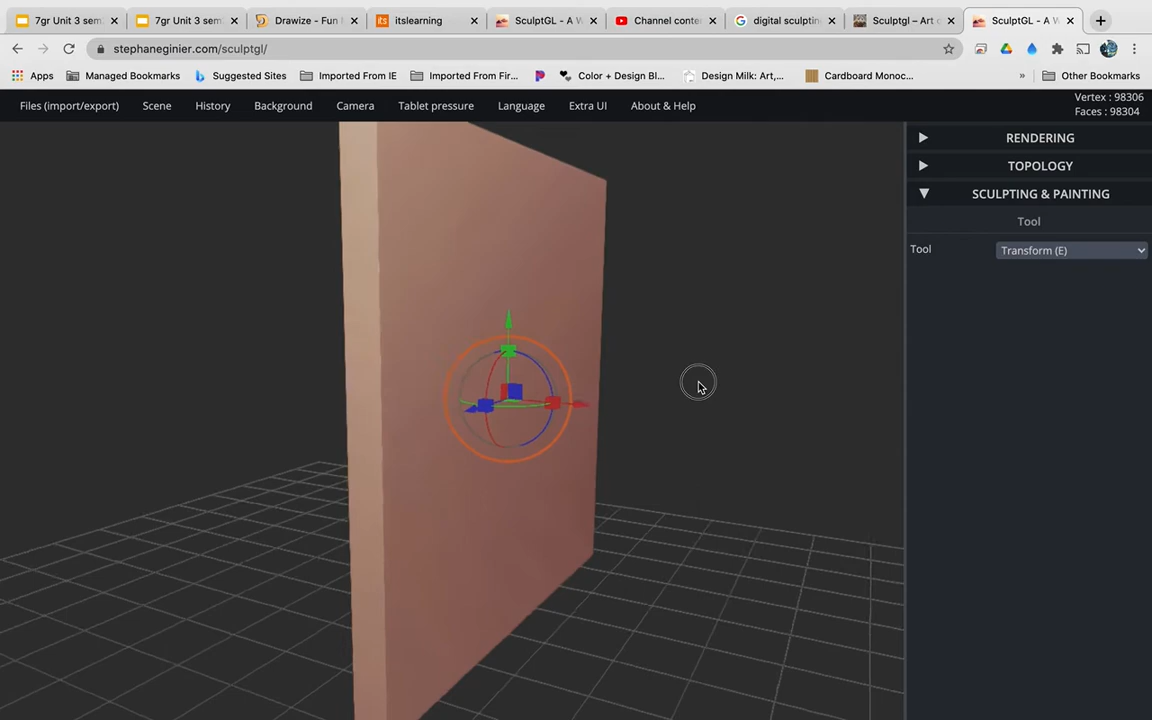 7gr Unit 3 sem
7gr Unit 3 sem
Drawize - Fun
itslearning
SculptGL - A W
Channel conte
digital sculptin
Sculptgl – Art o
SculptGL - A W
stephaneginier.com/sculptgl/
Apps
Managed Bookmarks
Suggested Sites
Imported From IE
Imported From Fir...
Color + Design Bl...
Design Milk: Art,...
Cardboard Monoc...
»
Other Bookmarks
Files (import/export)
Scene
History
Background
Camera
Tablet pressure
Language
Extra UI
About & Help
Vertex : 98306
Faces : 98304
RENDERING
TOPOLOGY
SCULPTING & PAINTING
Tool
Tool
Transform (E)